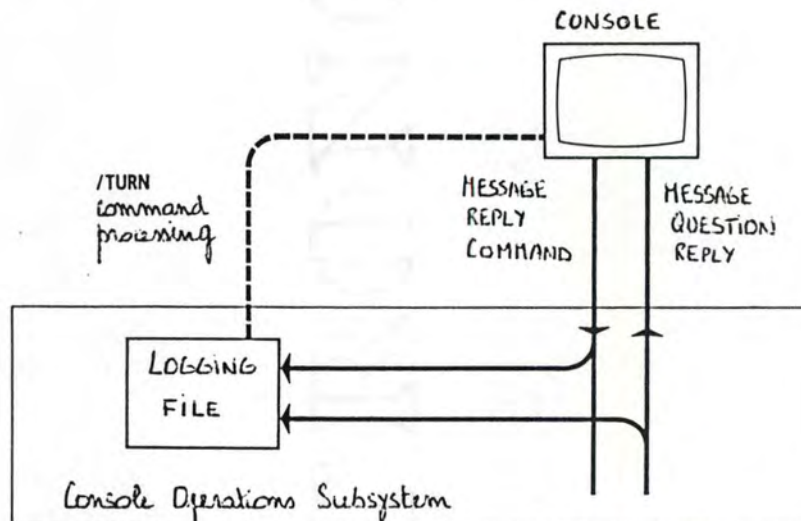 CONSOLE
/TURN
command
processing
MESSAGE
REPLY
COMMAND
MESSAGE
QUESTION
REPLY
LOGGING
FILE
Console Operations Subsystem